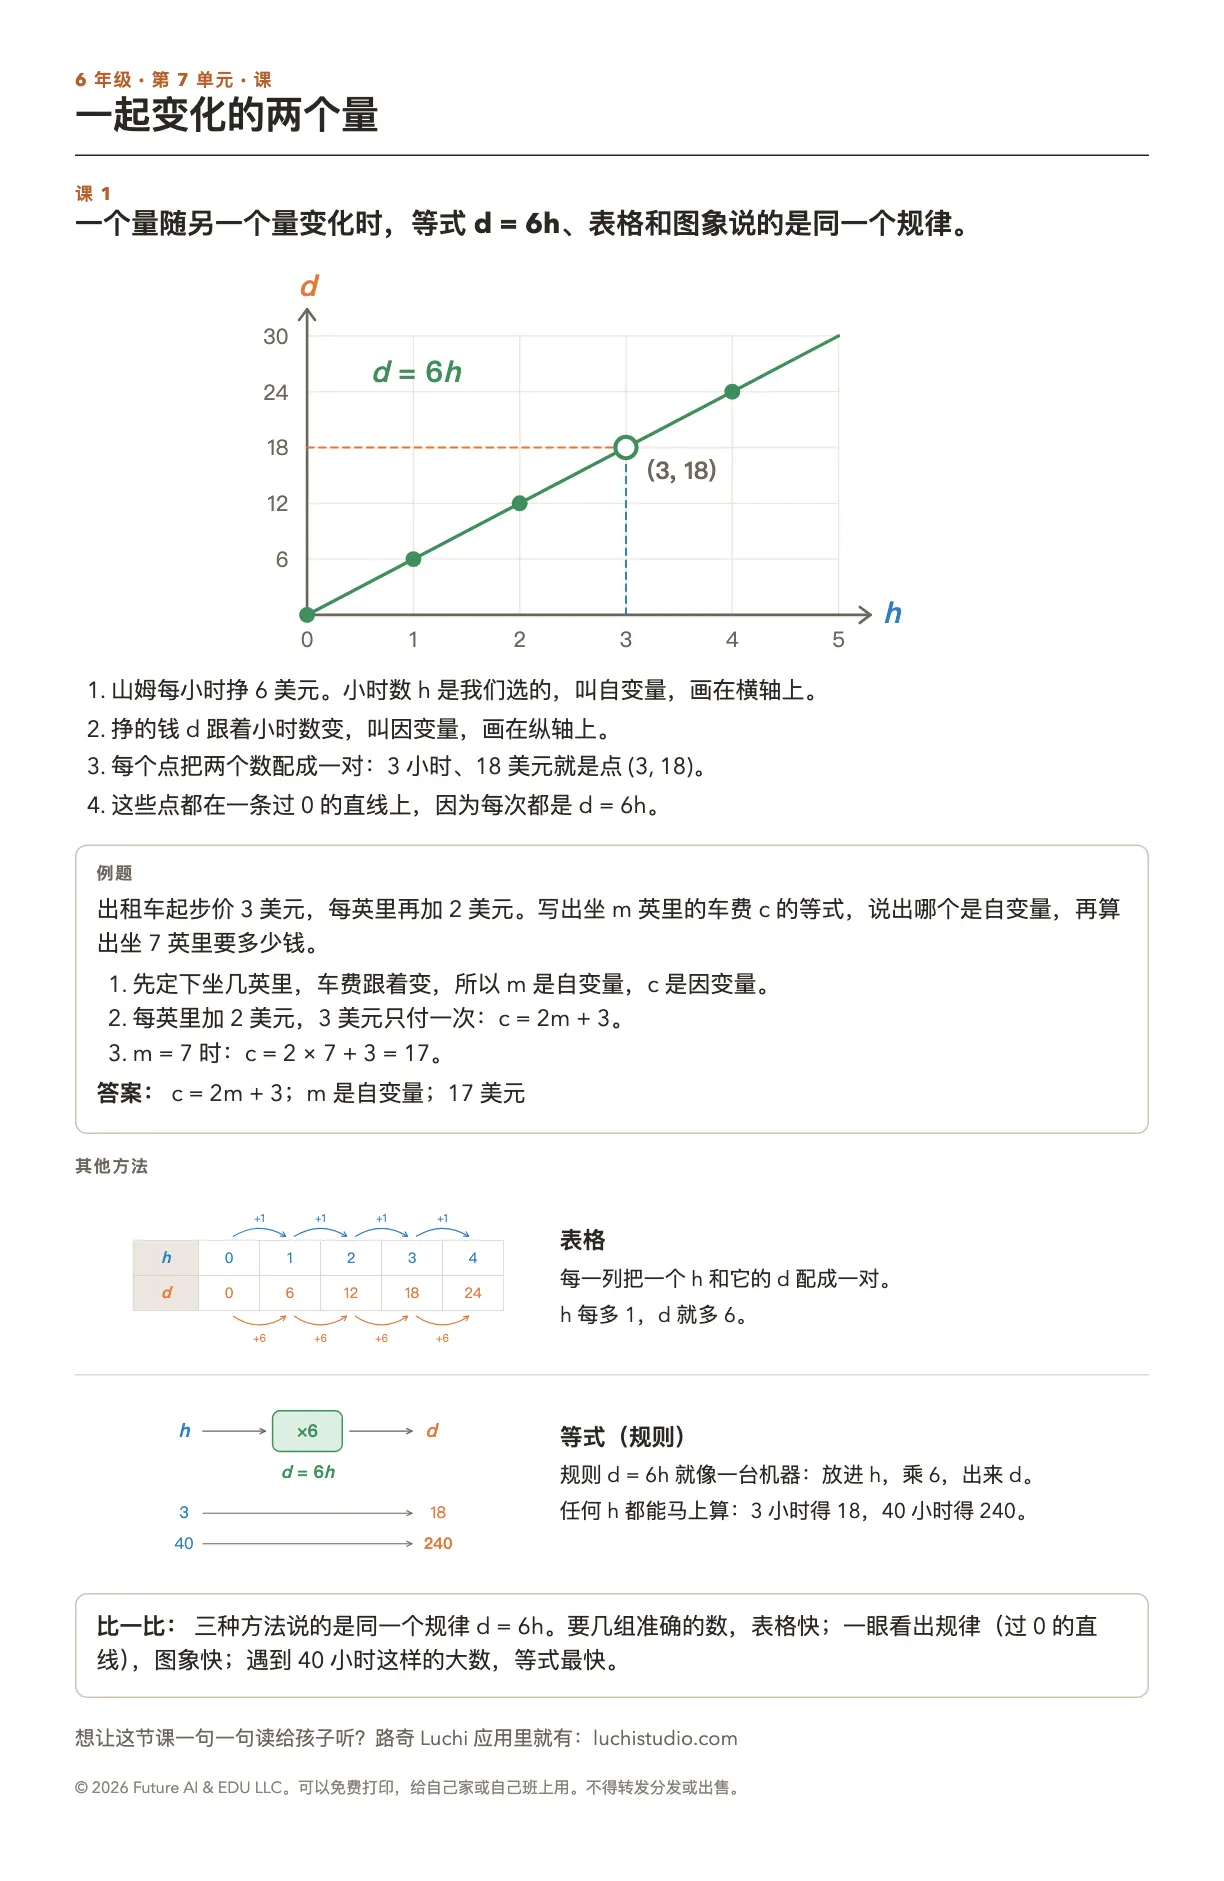 6 年级 · 第 7 单元 · 课
一起变化的两个量
课 1
一个量随另一个量变化时，等式 d = 6h、表格和图象说的是同一个规律。
d
30
d = 6h
24
18
(3, 18)
12
6
h
0 1 2 3 4 5
1. 山姆每小时挣 6 美元。小时数 h 是我们选的，叫自变量，画在横轴上。
2. 挣的钱 d 跟着小时数变，叫因变量，画在纵轴上。
3. 每个点把两个数配成一对：3 小时、18 美元就是点 (3, 18)。
4. 这些点都在一条过 0 的直线上，因为每次都是 d = 6h。
例题
出租车起步价 3 美元，每英里再加 2 美元。写出坐 m 英里的车费 c 的等式，说出哪个是自变量，再算
出坐 7 英里要多少钱。
1. 先定下坐几英里，车费跟着变，所以 m 是自变量，c 是因变量。
2. 每英里加 2 美元，3 美元只付一次：c = 2m + 3。
3. m = 7 时：c = 2 × 7 + 3 = 17。
答案： c = 2m + 3；m 是自变量；17 美元
其他方法
+1 +1 +1 +1
h 0 1 2 3 4
d 0 6 12 18 24
+6 +6 +6 +6
表格
每一列把一个 h 和它的 d 配成一对。
h 每多 1，d 就多 6。
h ×6 d
d = 6h
3 18
40 240
等式（规则）
规则 d = 6h 就像一台机器：放进 h，乘 6，出来 d。
任何 h 都能马上算：3 小时得 18，40 小时得 240。
比一比： 三种方法说的是同一个规律 d = 6h。要几组准确的数，表格快；一眼看出规律（过 0 的直
线），图象快；遇到 40 小时这样的大数，等式最快。
想让这节课一句一句读给孩子听？路奇 Luchi 应用里就有：luchistudio.com
© 2026 Future AI & EDU LLC。可以免费打印，给自己家或自己班上用。不得转发分发或出售。